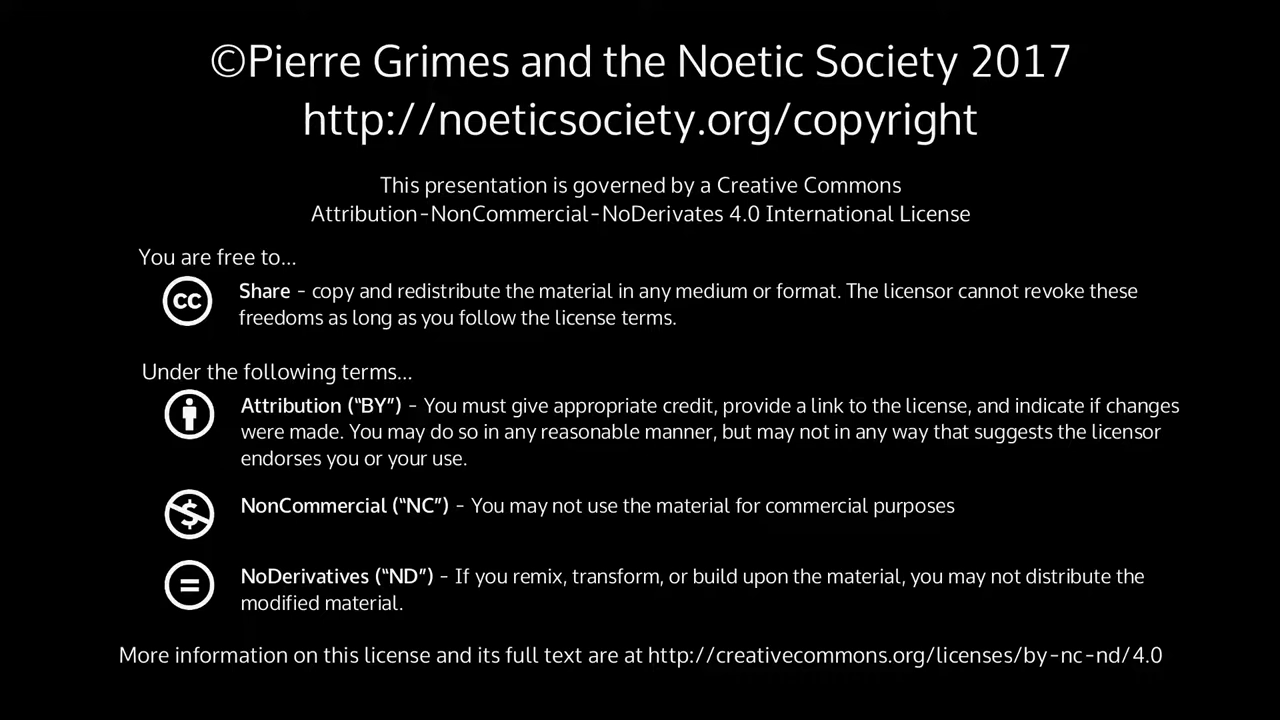 ©Pierre Grimes and the Noetic Society 2017
http://noeticsociety.org/copyright
This presentation is governed by a Creative Commons
Attribution-NonCommercial-NoDerivates 4.0 International License
You are free to...
cc
Share - copy and redistribute the material in any medium or format. The licensor cannot revoke these
freedoms as long as you follow the license terms.
Under the following terms...
Attribution (“BY”) - You must give appropriate credit, provide a link to the license, and indicate if changes
were made. You may do so in any reasonable manner, but may not in any way that suggests the licensor
endorses you or your use.
NonCommercial (“NC”) - You may not use the material for commercial purposes
NoDerivatives (“ND”) - If you remix, transform, or build upon the material, you may not distribute the
modified material.
More information on this license and its full text are at http://creativecommons.org/licenses/by-nc-nd/4.0